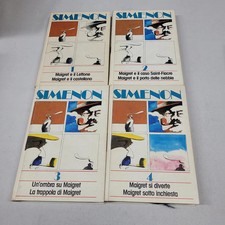 SIMENON
1
Maigret e il Lettone
Maigret e il castellano
SIMENON
2
Maigret e il caso Saint-Fiacre
Maigret e il porto delle nebbie
SIMENON
3
Un'ombra su Maigret
La trappola di Maigret
SIMENON
4
Maigret si diverte
Maigret sotto inchiesta